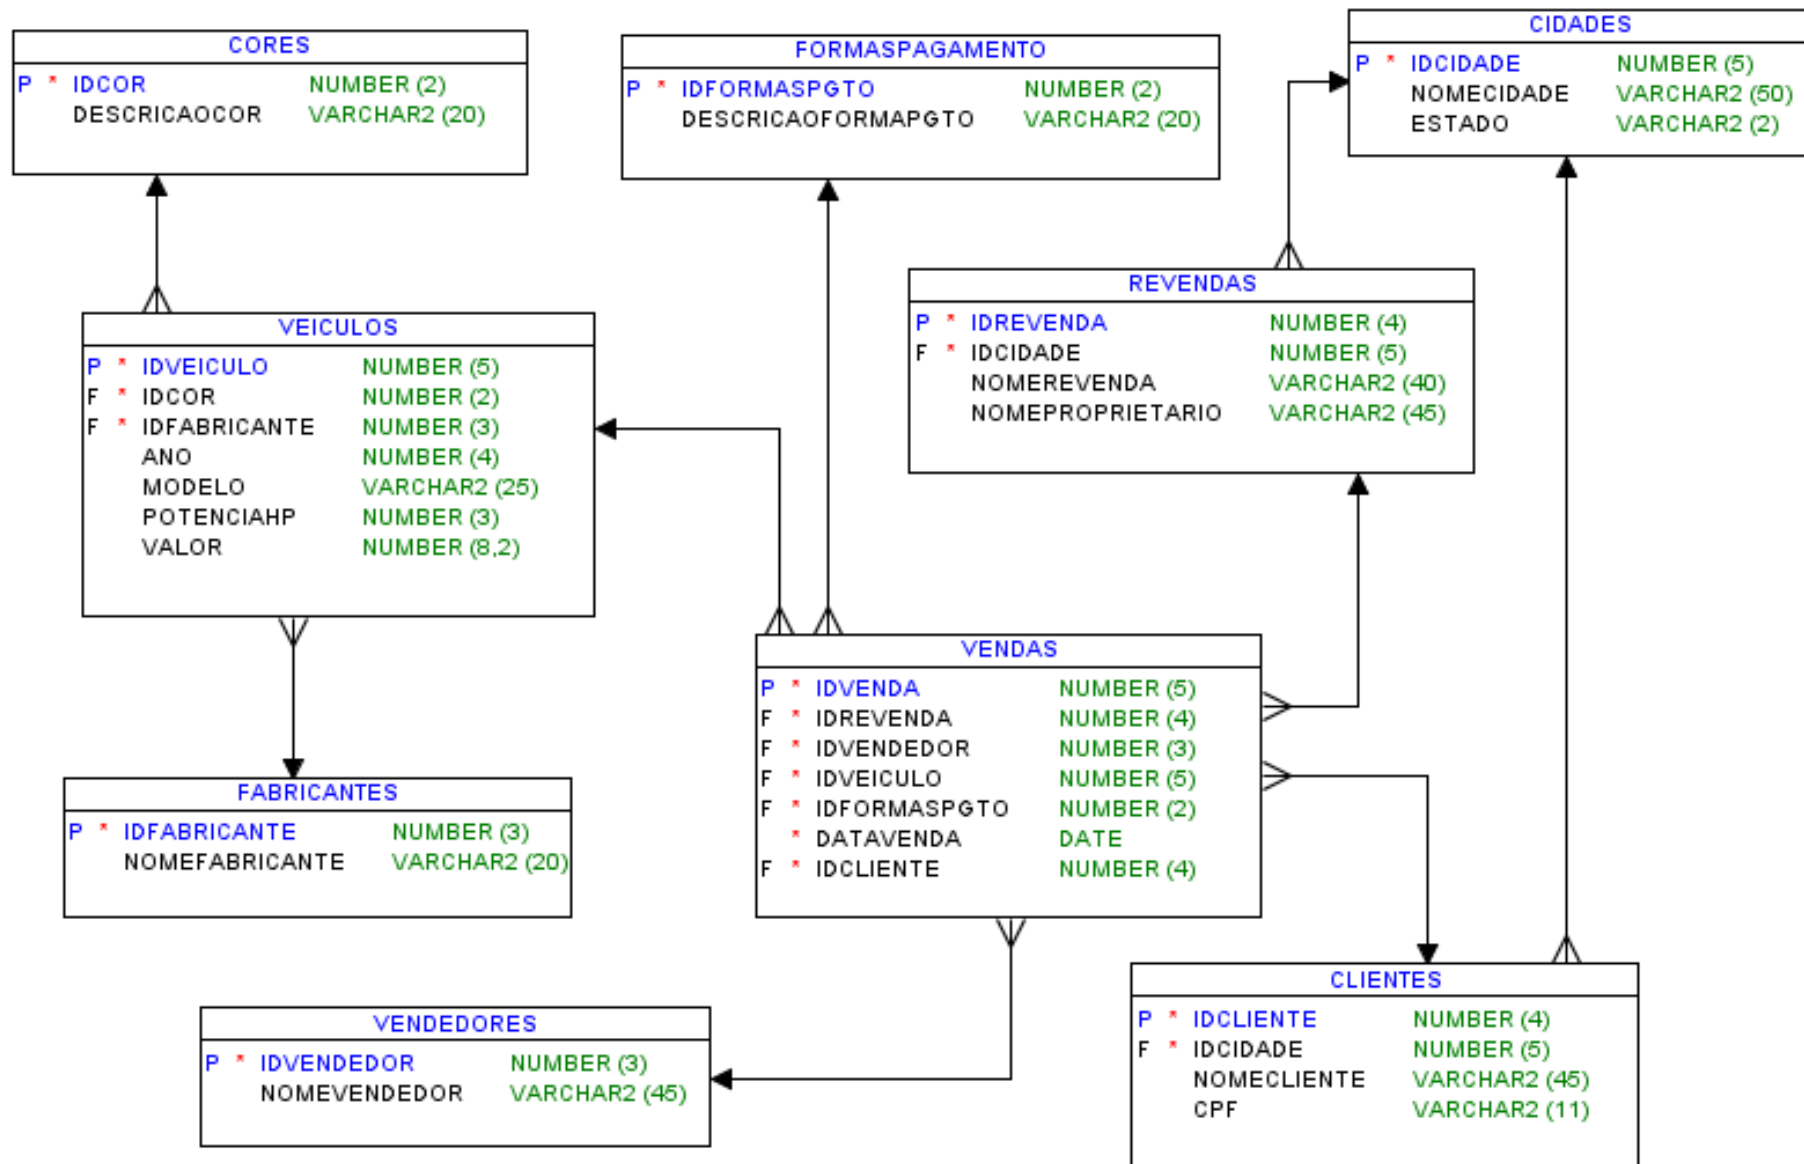 CORES
P * IDCOR NUMBER (2)
DESCRICAOCOR VARCHAR2 (20)
FORMASPAGAMENTO
P * IDFORMASPGTO NUMBER (2)
DESCRICAOFORMAPGTO VARCHAR2 (20)
CIDADES
P * IDCIDADE NUMBER (5)
NOMECIDADE VARCHAR2 (50)
ESTADO VARCHAR2 (2)
VEICULOS
P * IDVEICULO NUMBER (5)
F * IDCOR NUMBER (2)
F * IDFABRICANTE NUMBER (3)
ANO NUMBER (4)
MODELO VARCHAR2 (25)
POTENCIAHP NUMBER (3)
VALOR NUMBER (8,2)
REVENDAS
P * IDREVENDA NUMBER (4)
F * IDCIDADE NUMBER (5)
NOMEREVENDA VARCHAR2 (40)
NOMEPROPRIETARIO VARCHAR2 (45)
VENDAS
P * IDVENDA NUMBER (5)
F * IDREVENDA NUMBER (4)
F * IDVENDEDOR NUMBER (3)
F * IDVEICULO NUMBER (5)
F * IDFORMASPGTO NUMBER (2)
* DATAVENDA DATE
F * IDCLIENTE NUMBER (4)
FABRICANTES
P * IDFABRICANTE NUMBER (3)
NOMEFABRICANTE VARCHAR2 (20)
VENDEDORES
P * IDVENDEDOR NUMBER (3)
NOMEVENDEDOR VARCHAR2 (45)
CLIENTES
P * IDCLIENTE NUMBER (4)
F * IDCIDADE NUMBER (5)
NOMECLIENTE VARCHAR2 (45)
CPF VARCHAR2 (11)